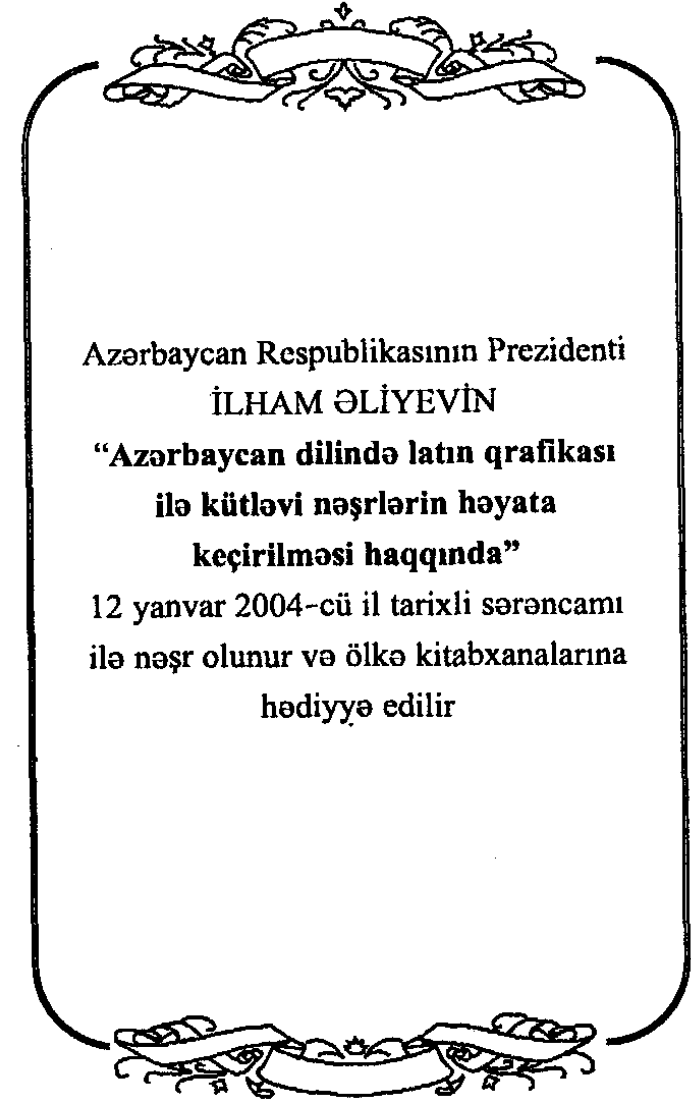 Azərbaycan Respublikasının Prezidenti
İLHAM ƏLİYEVİN
“Azərbaycan dilində latın qrafikası
ilə kütləvi nəşrlərin həyata
keçirilməsi haqqında”
12 yanvar 2004-cü il tarixli sərəncamı
ilə nəşr olunur və ölkə kitabxanalarına
hədiyyə edilir